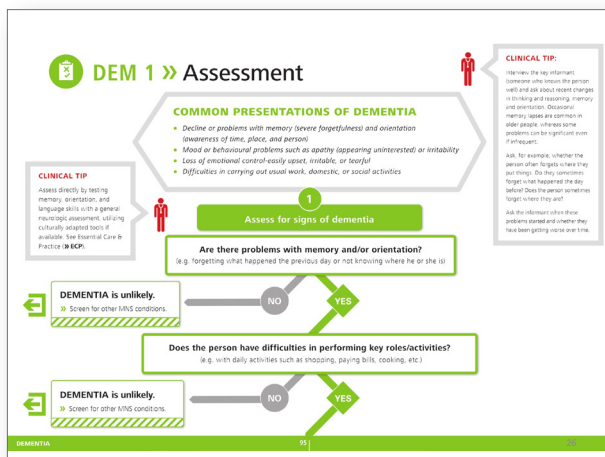 DEM 1 » Assessment
COMMON PRESENTATIONS OF DEMENTIA
• Decline or problems with memory (severe forgetfulness) and orientation
(awareness of time, place, and person)
• Mood or behavioural problems such as apathy (appearing uninterested) or irritability
• Loss of emotional control-easily upset, irritable, or tearful
• Difficulties in carrying out usual work, domestic, or social activities
CLINICAL TIP:
Interview the key informant
(someone who knows the person
well) and ask about recent changes
in thinking and reasoning, memory
and orientation. Occasional
memory lapses are common in
older people, whereas some
problems can be significant even
if infrequent.
Ask, for example, whether the
person often forgets where they
put things. Do they sometimes
forget what happened the day
before? Does the person sometimes
forget where they are?
Ask the informant when these
problems started and whether they
have been getting worse over time.
CLINICAL TIP
Assess directly by testing
memory, orientation, and
language skills with a general
neurologic assessment, utilizing
culturally adapted tools if
available. See Essential Care &
Practice (» ECP).
1
Assess for signs of dementia
Are there problems with memory and/or orientation?
(e.g. forgetting what happened the previous day or not knowing where he or she is)
DEMENTIA is unlikely.
» Screen for other MNS conditions.
NO
YES
Does the person have difficulties in performing key roles/activities?
(e.g. with daily activities such as shopping, paying bills, cooking, etc.)
DEMENTIA is unlikely.
» Screen for other MNS conditions.
NO
YES
DEMENTIA
95
26